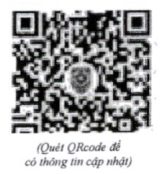 (Quét QRcode để
có thông tin cập nhật)